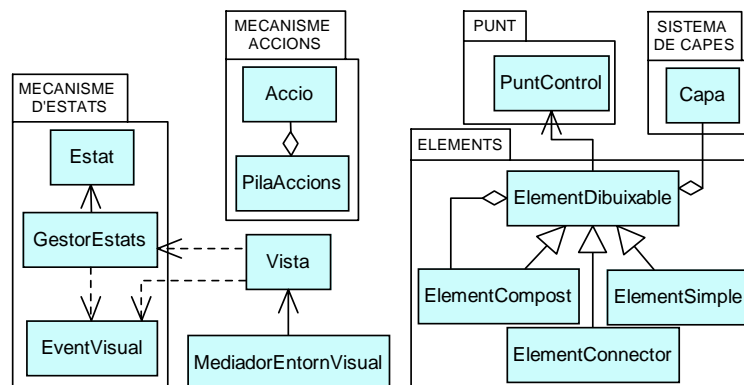 MECANISME
D'ESTATS
Estat
GestorEstats
EventVisual
MECANISME
ACCIONS
Accio
PilaAccions
Vista
MediadorEntornVisual
PUNT
PuntControl
SISTEMA
DE CAPES
Capa
ELEMENTS
ElementDibuixable
ElementCompost
ElementSimple
ElementConnector